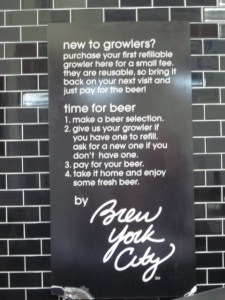 new to growlers?
purchase your first refillable
growler here for a small fee.
they are reusable, so bring it
back on your next visit and
just pay for the beer!
time for beer
1. make a beer selection.
2. give us your growler if
you have one to refill.
ask for a new one if you
don't have one.
3. pay for your beer.
4. take it home and enjoy
some fresh beer.
by
Brew
York
City